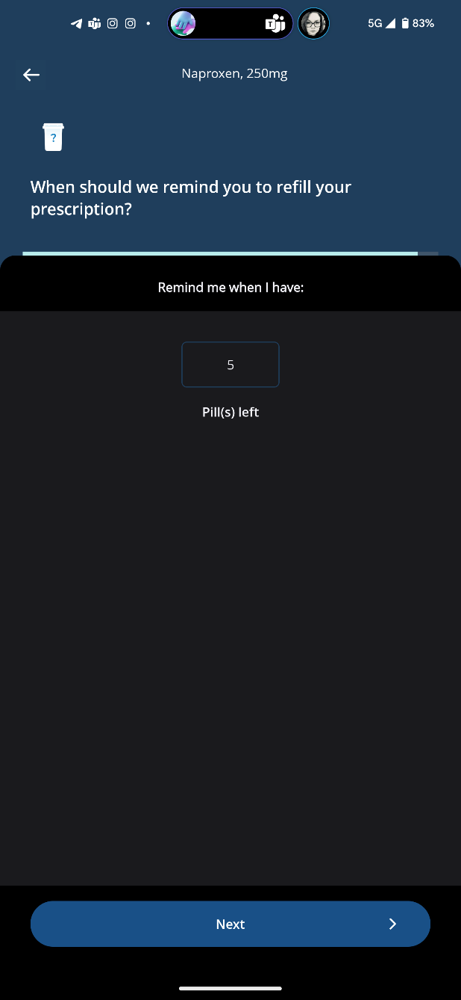 5G 83%
Naproxen, 250mg
?
When should we remind you to refill your
prescription?
Remind me when I have:
5
Pill(s) left
Next